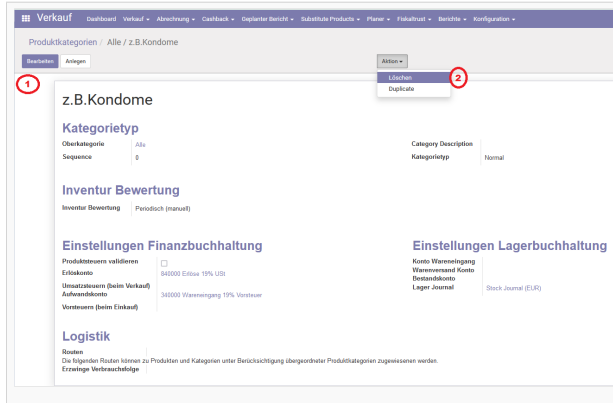 Verkauf Dashboard Verkauf Abrechnung Cashback Geplanter Bericht Substitute Products Planer Fiskaltrust Berichte Konfiguration
Produktkategorien / Alle / z.B.Kondome
Bearbeiten Anlegen Aktion
1
Löschen 2
Duplicate
z.B.Kondome
Kategorietyp
Oberkategorie Alle Category Description
Sequence 0 Kategorietyp Normal
Inventur Bewertung
Inventur Bewertung Periodisch (manuell)
Einstellungen Finanzbuchhaltung Einstellungen Lagerbuchhaltung
Produktsteuern validieren Konto Wareneingang
Erlöskonto 840000 Erlöse 19% USt Warenversand Konto
Bestandskonto
Umsatzsteuern (beim Verkauf) Lager Journal Stock Journal (EUR)
Aufwandskonto 340000 Wareneingang 19% Vorsteuer
Vorsteuern (beim Einkauf)
Logistik
Routen
Die folgenden Routen können zu Produkten und Kategorien unter Berücksichtigung übergeordneter Produktkategorien zugewiesenen werden.
Erzwinge Verbrauchsfolge